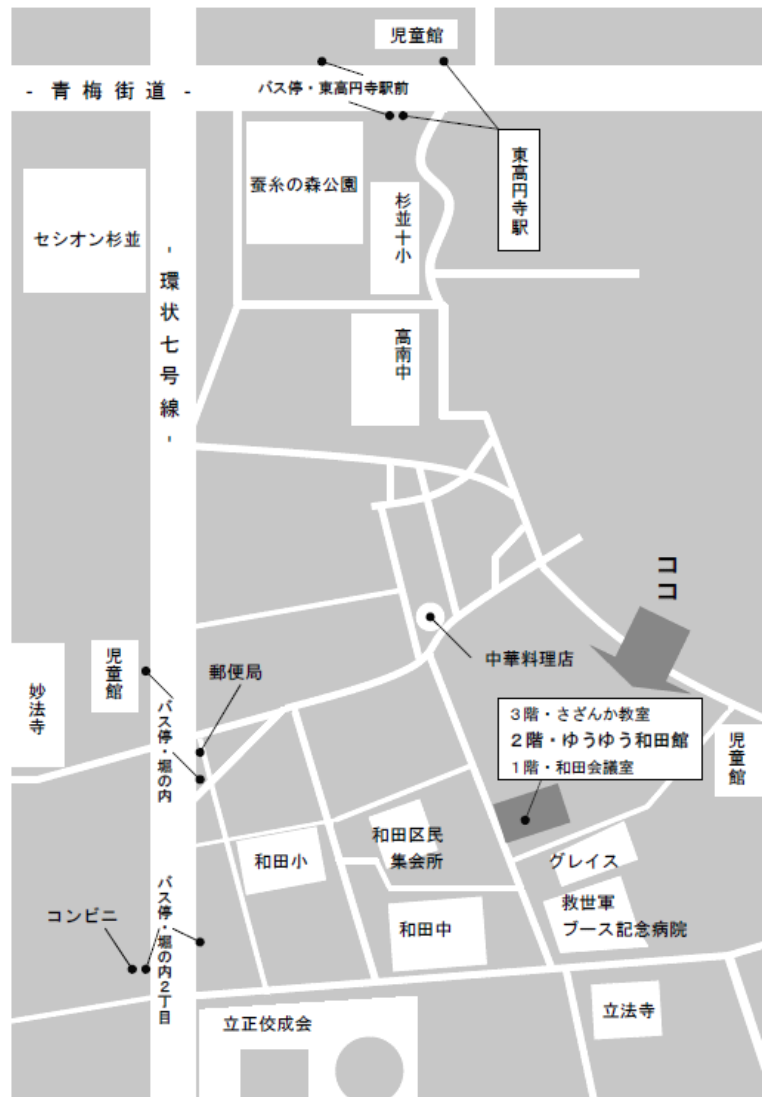 児童館
- 青梅街道 -
バス停・東高円寺駅前
東高円寺駅
蚕糸の森公園
杉並十小
セシオン杉並
- 環状七号線 -
高南中
ココ
中華料理店
児童館
妙法寺
郵便局
バス停・堀の内
3階・さざんか教室
2階・ゆうゆう和田館
1階・和田会議室
児童館
和田小
和田区民
集会所
グレイス
コンビニ
バス停・堀の内2丁目
和田中
救世軍
ブース記念病院
立正佼成会
立法寺